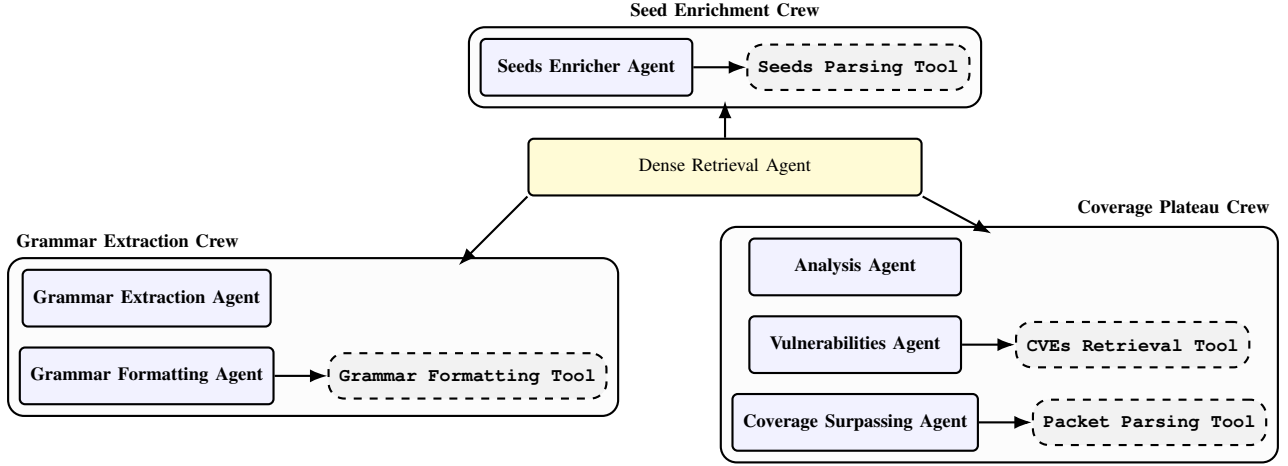 Seed Enrichment Crew
Seeds Enricher Agent
Seeds Parsing Tool
Dense Retrieval Agent
Grammar Extraction Crew
Grammar Extraction Agent
Grammar Formatting Agent
Grammar Formatting Tool
Coverage Plateau Crew
Analysis Agent
Vulnerabilities Agent
CVEs Retrieval Tool
Coverage Surpassing Agent
Packet Parsing Tool